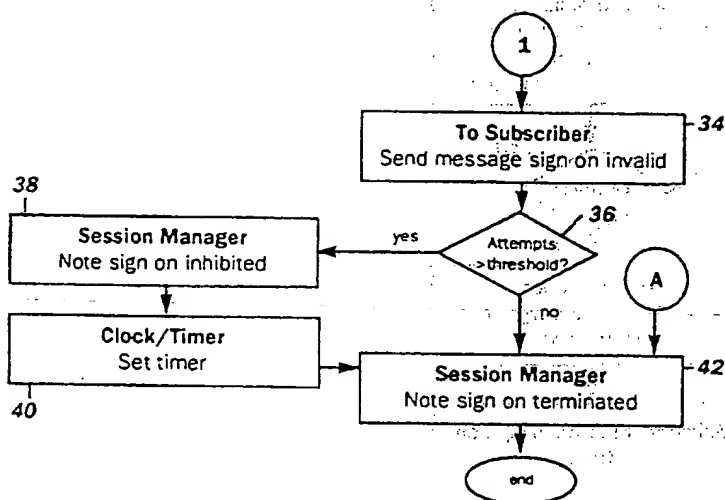 1
To Subscriber
Send message sign on invalid
34
36
Attempts
>threshold?
yes
no
38
Session Manager
Note sign on inhibited
Clock/Timer
Set timer
40
A
Session Manager
Note sign on terminated
42
end